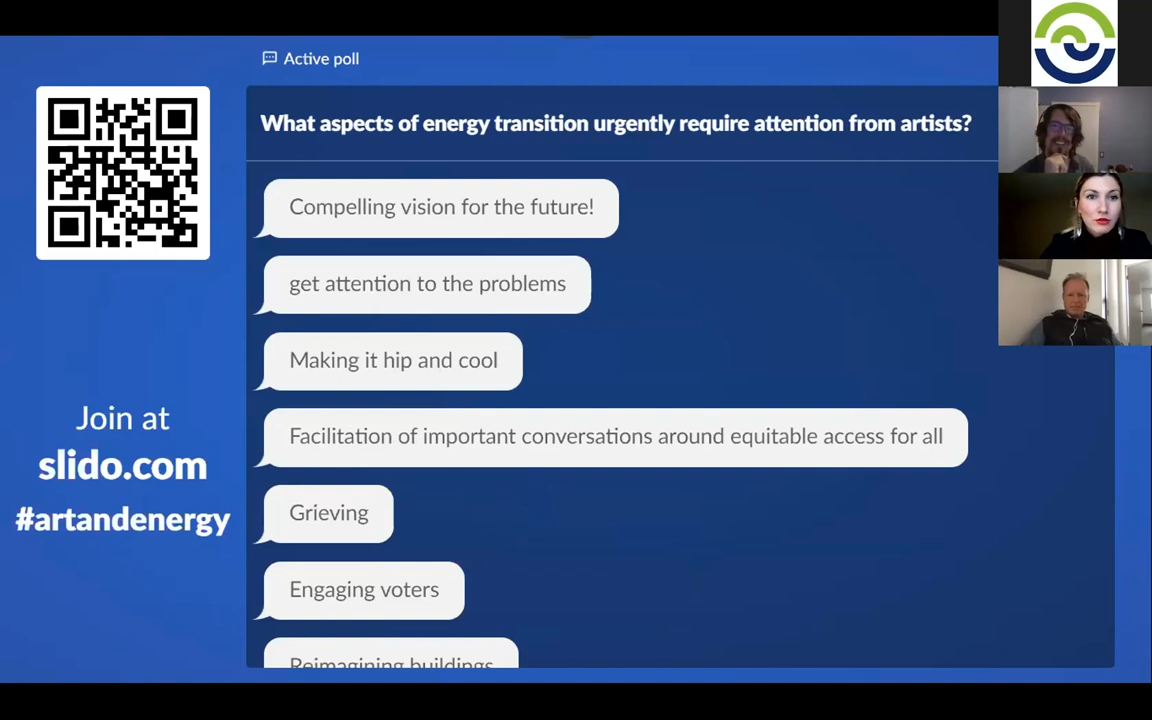 Active poll
What aspects of energy transition urgently require attention from artists?
Compelling vision for the future!
get attention to the problems
Making it hip and cool
Facilitation of important conversations around equitable access for all
Grieving
Engaging voters
Reimagining buildings
Join at
slido.com
#artandenergy